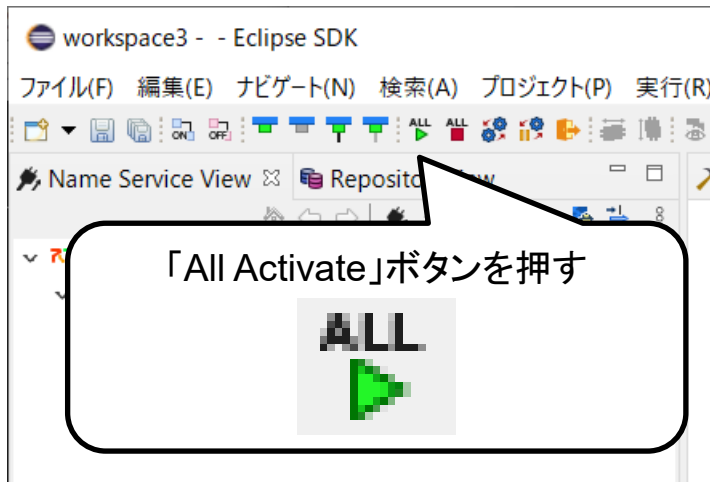 workspace3 - - Eclipse SDK
ファイル(F) 編集(E) ナビゲート(N) 検索(A) プロジェクト(P) 実行(R)
ON OFF ALL ALL
Name Service View Repository View
「All Activate」ボタンを押す
ALL